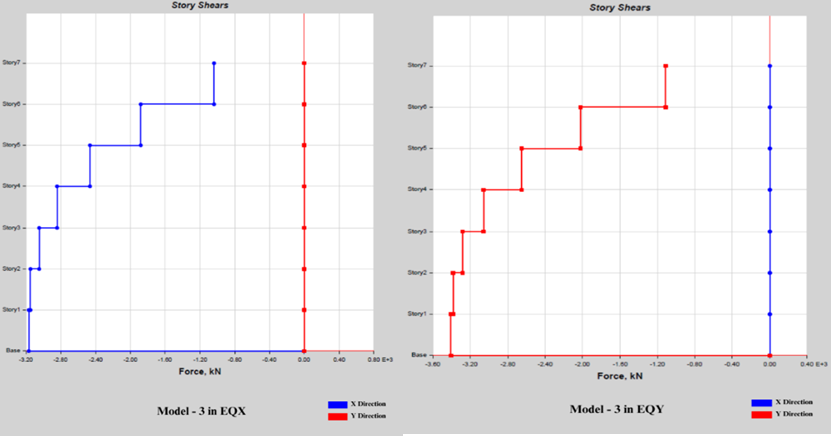 Story Shears
Story7
Story6
Story5
Story4
Story3
Story2
Story1
Base
-3.20 -2.80 -2.40 -2.00 -1.60 -1.20 -0.80 -0.40 0.00 0.40 0.80 E+3
Force, kN
Model - 3 in EQX
X Direction
Y Direction
Story Shears
Story7
Story6
Story5
Story4
Story3
Story2
Story1
Base
-3.60 -3.20 -2.80 -2.40 -2.00 -1.60 -1.20 -0.80 -0.40 0.00 0.40 E+3
Force, kN
Model - 3 in EQY
X Direction
Y Direction